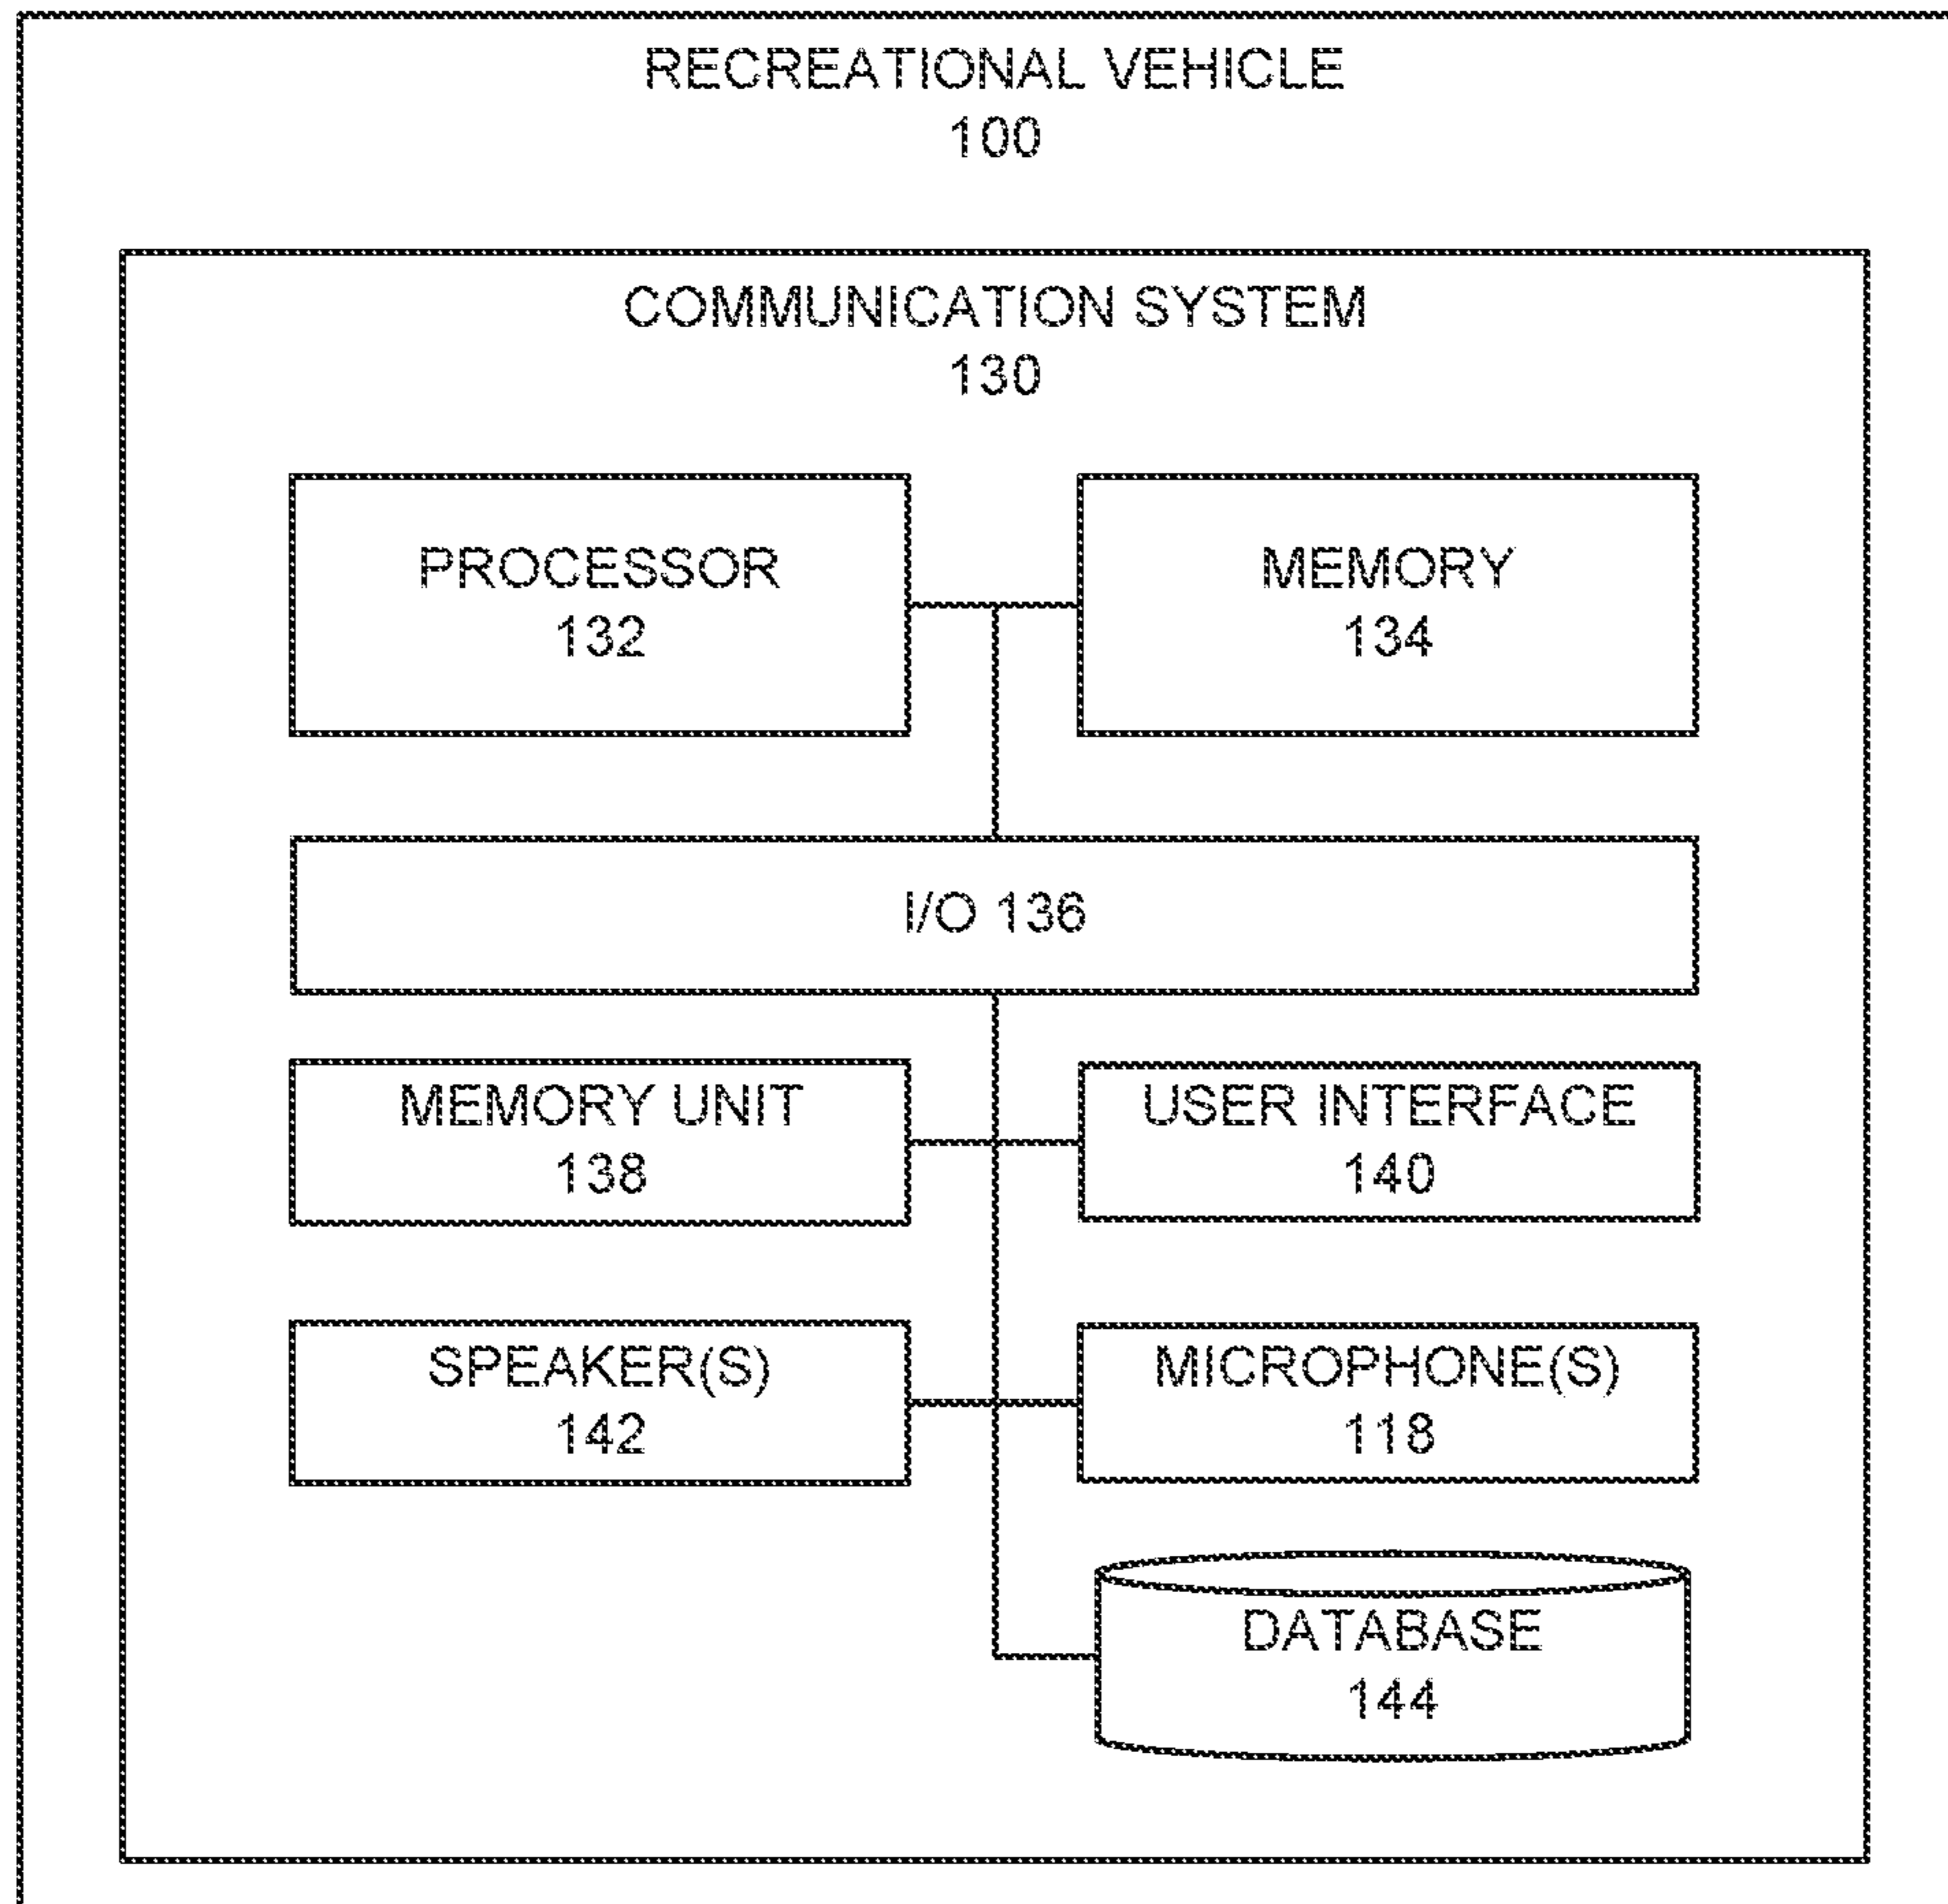 RECREATIONAL VEHICLE
100
COMMUNICATION SYSTEM
130
PROCESSOR
132
MEMORY
134
I/O 136
MEMORY UNIT
138
USER INTERFACE
140
SPEAKER(S)
142
MICROPHONE(S)
118
DATABASE
144